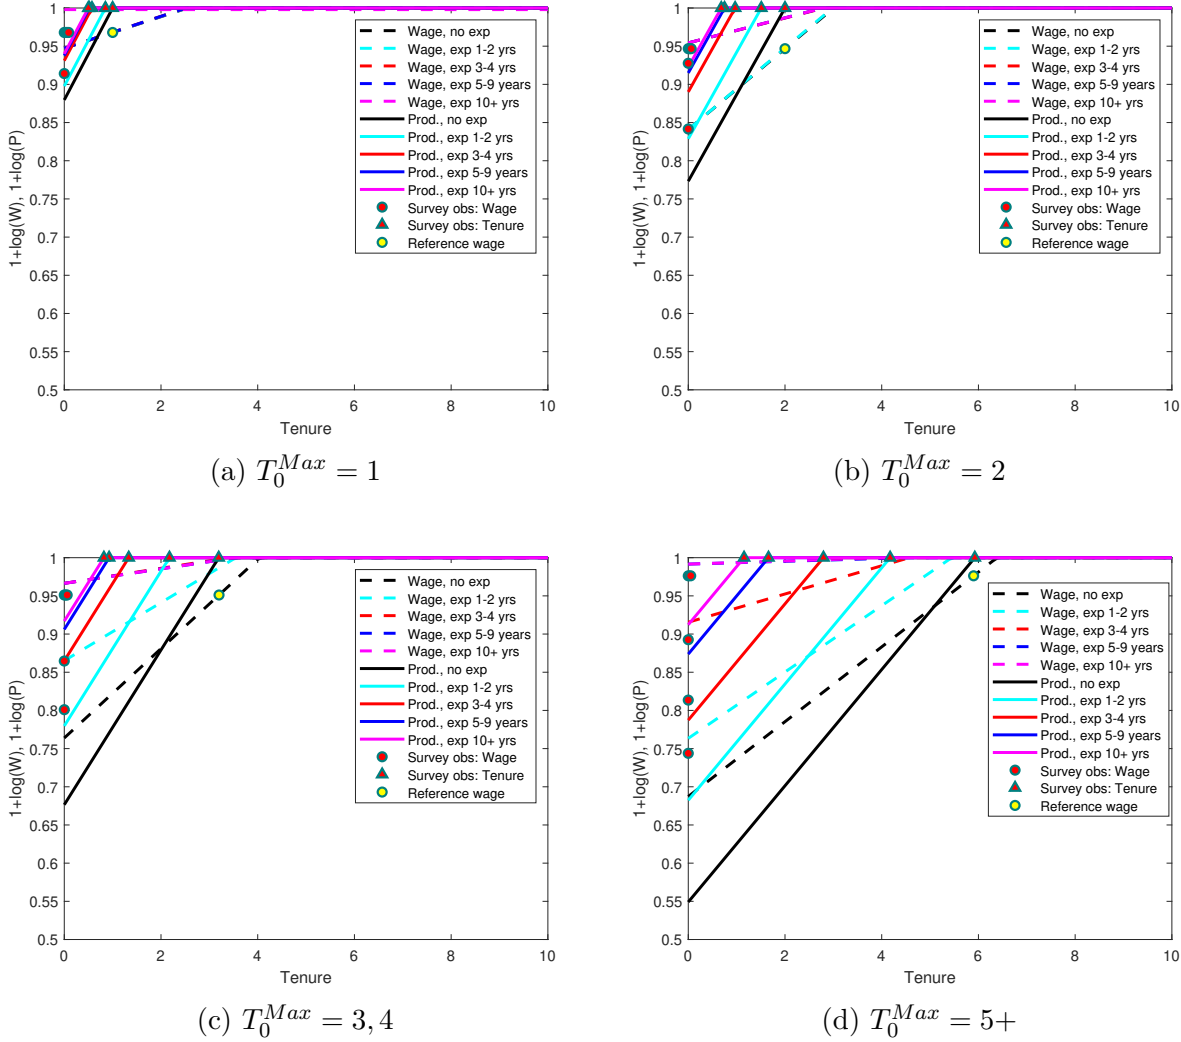 1
0.95
0.9
0.85
0.8
0.75
0.7
0.65
0.6
0.55
0.5
1+log(W), 1+log(P)
0 2 4 6 8 10
Tenure
Wage, no exp
Wage, exp 1-2 yrs
Wage, exp 3-4 yrs
Wage, exp 5-9 years
Wage, exp 10+ yrs
Prod., no exp
Prod., exp 1-2 yrs
Prod., exp 3-4 yrs
Prod., exp 5-9 years
Prod., exp 10+ yrs
Survey obs: Wage
Survey obs: Tenure
Reference wage
(a) $T_0^{Max} = 1$
1
0.95
0.9
0.85
0.8
0.75
0.7
0.65
0.6
0.55
0.5
1+log(W), 1+log(P)
0 2 4 6 8 10
Tenure
Wage, no exp
Wage, exp 1-2 yrs
Wage, exp 3-4 yrs
Wage, exp 5-9 years
Wage, exp 10+ yrs
Prod., no exp
Prod., exp 1-2 yrs
Prod., exp 3-4 yrs
Prod., exp 5-9 years
Prod., exp 10+ yrs
Survey obs: Wage
Survey obs: Tenure
Reference wage
(b) $T_0^{Max} = 2$
1
0.95
0.9
0.85
0.8
0.75
0.7
0.65
0.6
0.55
0.5
1+log(W), 1+log(P)
0 2 4 6 8 10
Tenure
Wage, no exp
Wage, exp 1-2 yrs
Wage, exp 3-4 yrs
Wage, exp 5-9 years
Wage, exp 10+ yrs
Prod., no exp
Prod., exp 1-2 yrs
Prod., exp 3-4 yrs
Prod., exp 5-9 years
Prod., exp 10+ yrs
Survey obs: Wage
Survey obs: Tenure
Reference wage
(c) $T_0^{Max} = 3, 4$
1
0.95
0.9
0.85
0.8
0.75
0.7
0.65
0.6
0.55
0.5
1+log(W), 1+log(P)
0 2 4 6 8 10
Tenure
Wage, no exp
Wage, exp 1-2 yrs
Wage, exp 3-4 yrs
Wage, exp 5-9 years
Wage, exp 10+ yrs
Prod., no exp
Prod., exp 1-2 yrs
Prod., exp 3-4 yrs
Prod., exp 5-9 years
Prod., exp 10+ yrs
Survey obs: Wage
Survey obs: Tenure
Reference wage
(d) $T_0^{Max} = 5+$